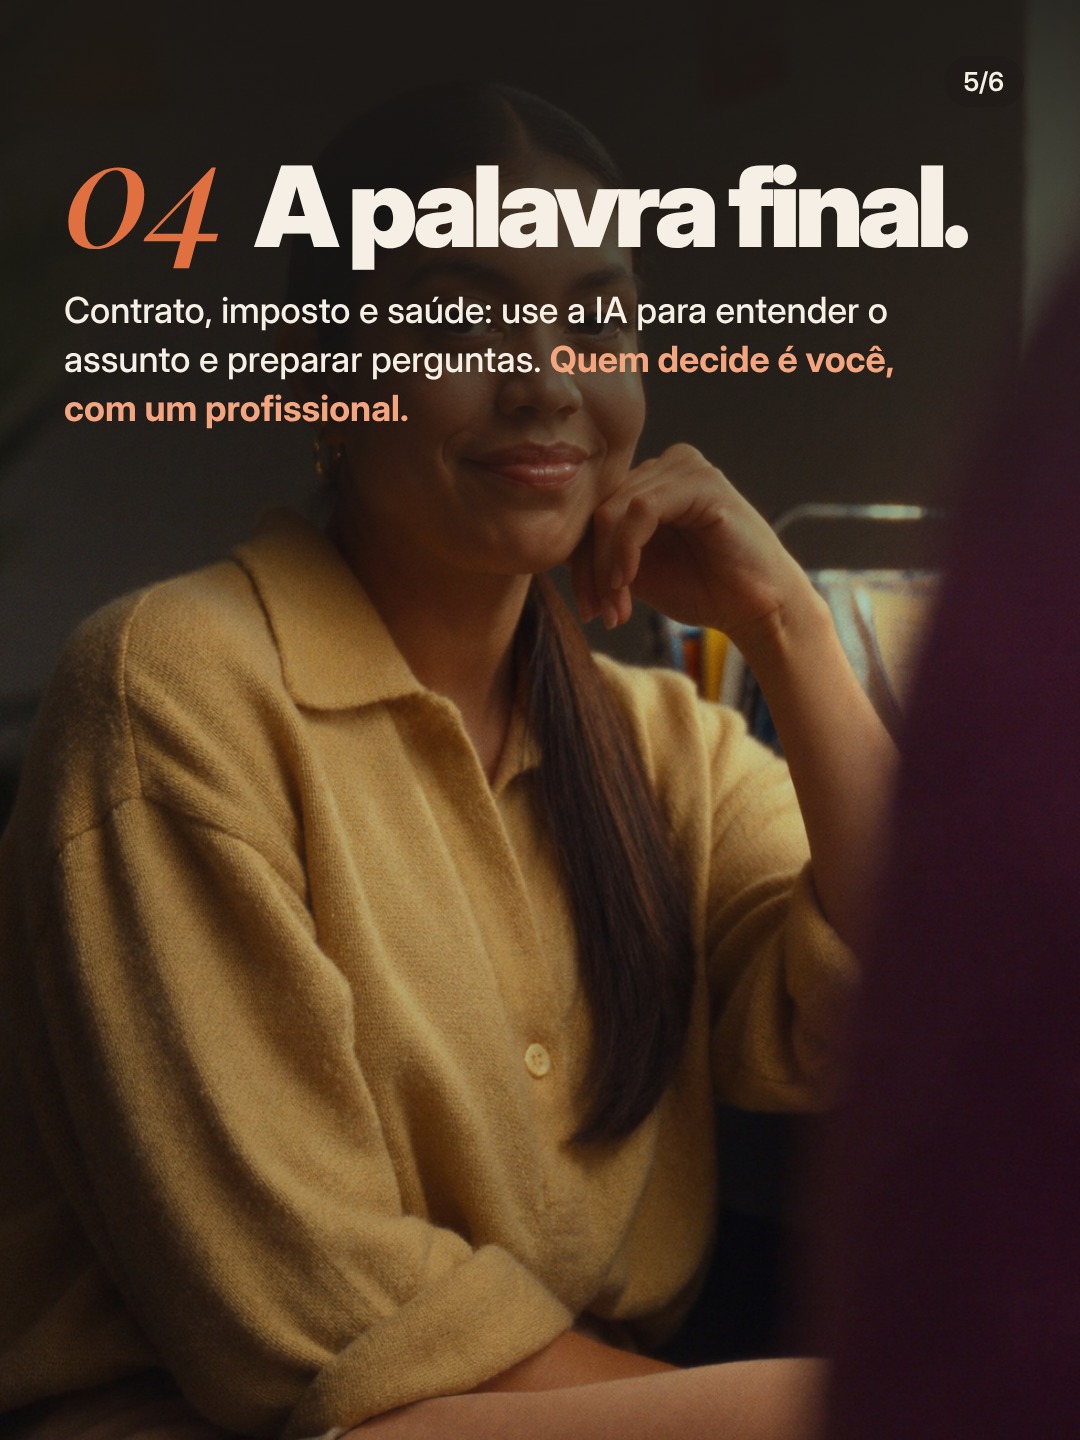 5/6
04 A palavra final.
Contrato, imposto e saúde: use a IA para entender o
assunto e preparar perguntas. Quem decide é você,
com um profissional.